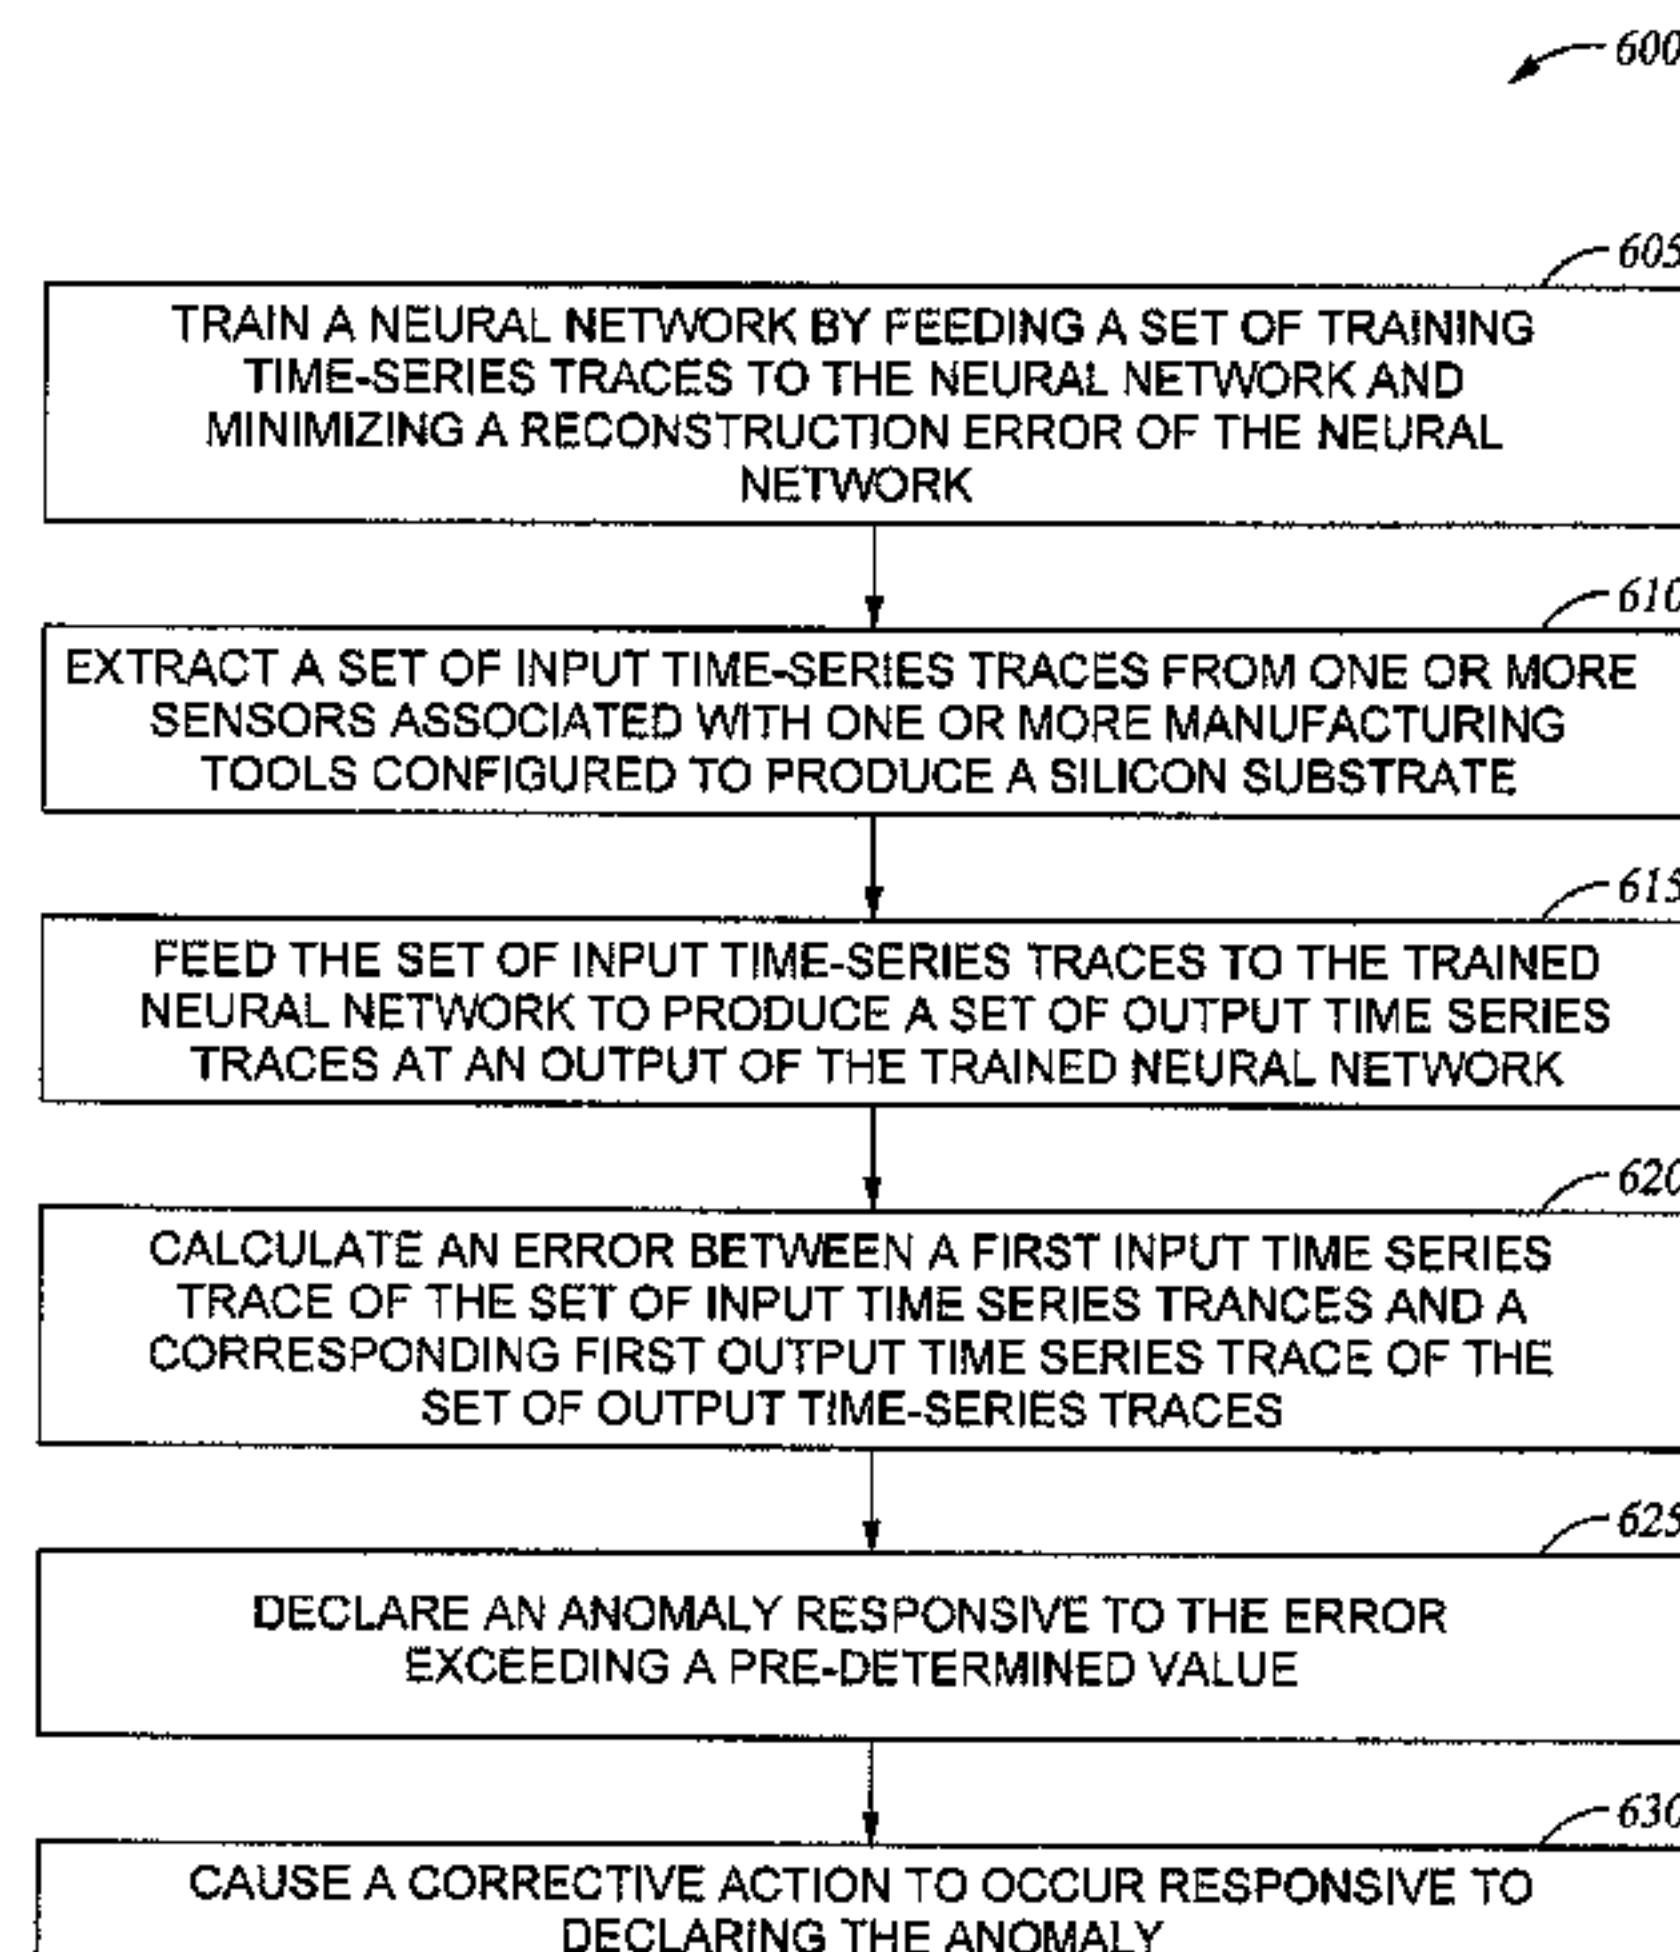 600
605
TRAIN A NEURAL NETWORK BY FEEDING A SET OF TRAINING
TIME-SERIES TRACES TO THE NEURAL NETWORK AND
MINIMIZING A RECONSTRUCTION ERROR OF THE NEURAL
NETWORK
610
EXTRACT A SET OF INPUT TIME-SERIES TRACES FROM ONE OR MORE
SENSORS ASSOCIATED WITH ONE OR MORE MANUFACTURING
TOOLS CONFIGURED TO PRODUCE A SILICON SUBSTRATE
615
FEED THE SET OF INPUT TIME-SERIES TRACES TO THE TRAINED
NEURAL NETWORK TO PRODUCE A SET OF OUTPUT TIME SERIES
TRACES AT AN OUTPUT OF THE TRAINED NEURAL NETWORK
620
CALCULATE AN ERROR BETWEEN A FIRST INPUT TIME SERIES
TRACE OF THE SET OF INPUT TIME SERIES TRANCES AND A
CORRESPONDING FIRST OUTPUT TIME SERIES TRACE OF THE
SET OF OUTPUT TIME-SERIES TRACES
625
DECLARE AN ANOMALY RESPONSIVE TO THE ERROR
EXCEEDING A PRE-DETERMINED VALUE
630
CAUSE A CORRECTIVE ACTION TO OCCUR RESPONSIVE TO
DECLARING THE ANOMALY